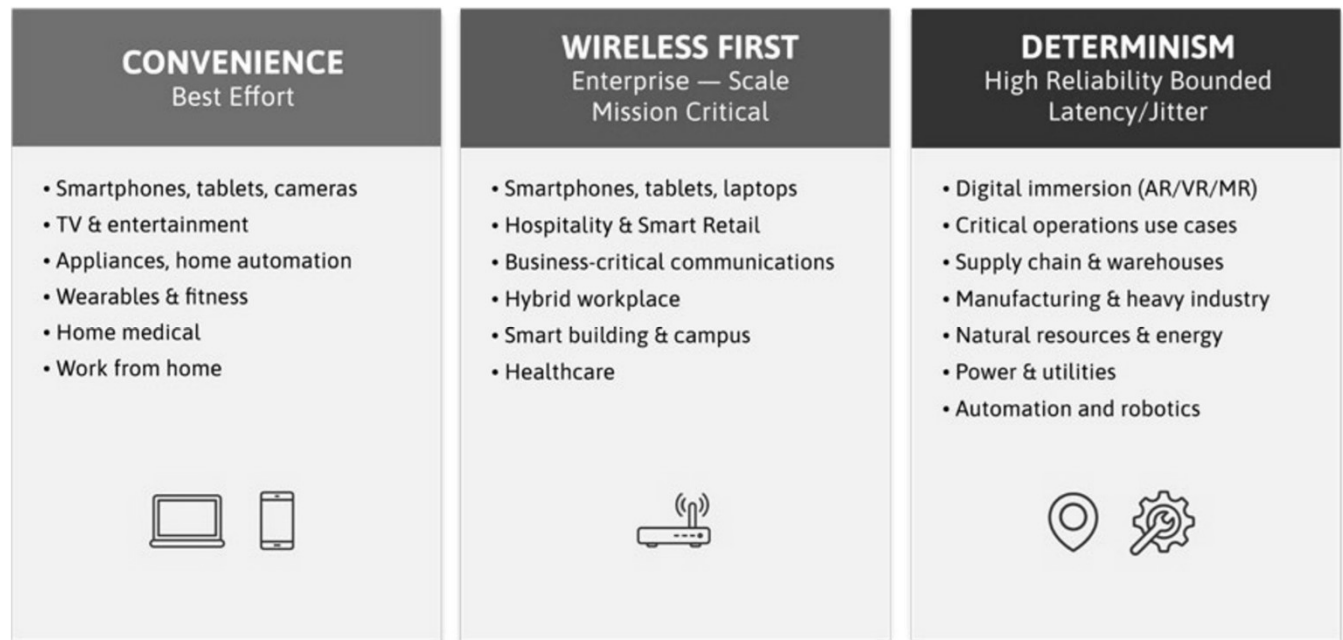 CONVENIENCE
Best Effort
• Smartphones, tablets, cameras
• TV & entertainment
• Appliances, home automation
• Wearables & fitness
• Home medical
• Work from home
WIRELESS FIRST
Enterprise — Scale
Mission Critical
• Smartphones, tablets, laptops
• Hospitality & Smart Retail
• Business-critical communications
• Hybrid workplace
• Smart building & campus
• Healthcare
DETERMINISM
High Reliability Bounded
Latency/Jitter
• Digital immersion (AR/VR/MR)
• Critical operations use cases
• Supply chain & warehouses
• Manufacturing & heavy industry
• Natural resources & energy
• Power & utilities
• Automation and robotics